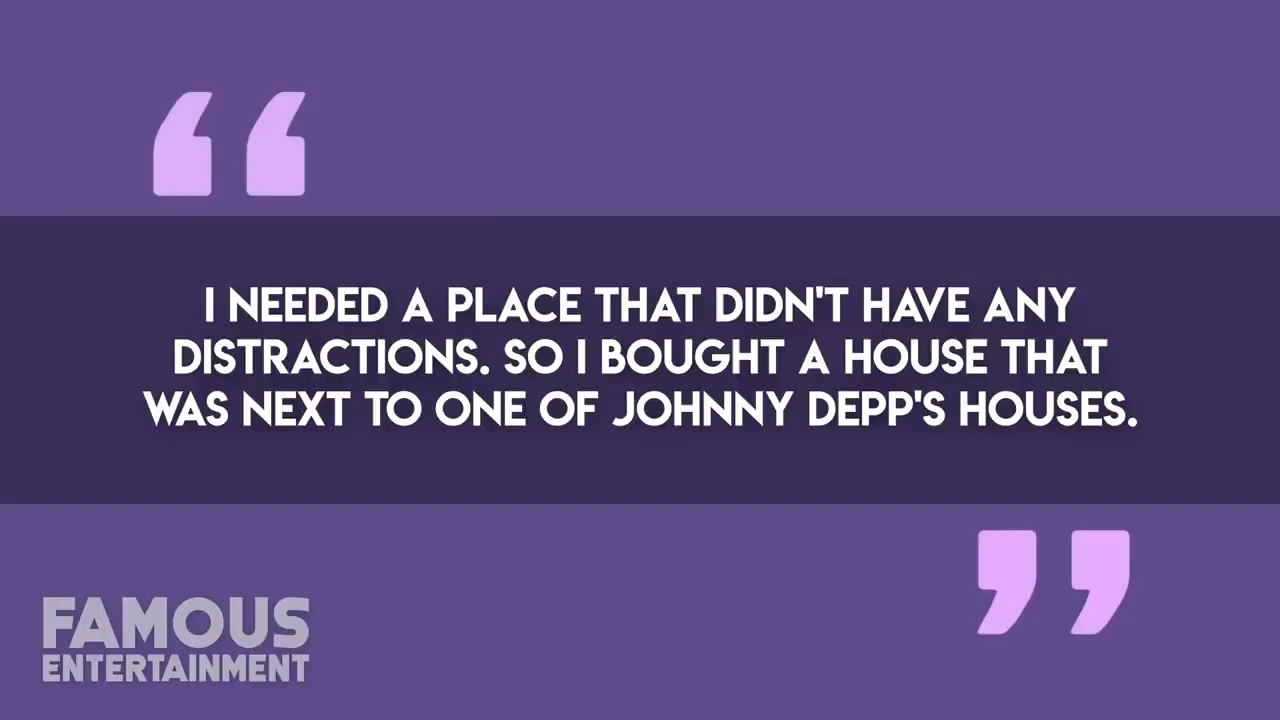 I NEEDED A PLACE THAT DIDN'T HAVE ANY
DISTRACTIONS. SO I BOUGHT A HOUSE THAT
WAS NEXT TO ONE OF JOHNNY DEPP'S HOUSES.
FAMOUS
ENTERTAINMENT